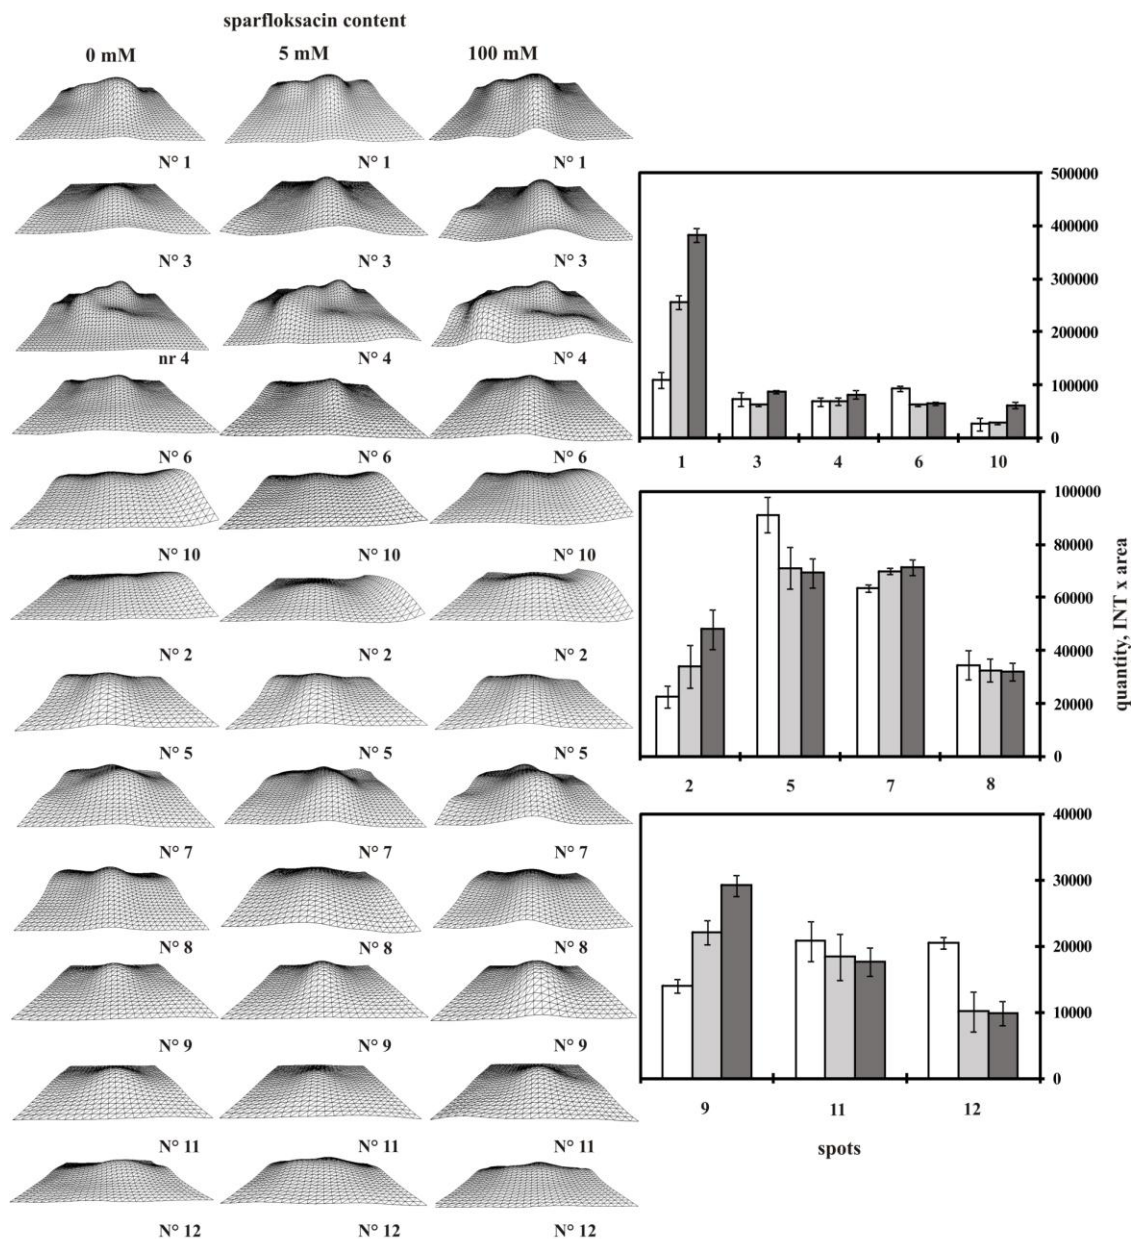 sparfloksacin content
0 mM 5 mM 100 mM
N° 1 N° 1 N° 1
N° 3 N° 3 N° 3
nr 4 N° 4 N° 4
N° 6 N° 6 N° 6
N° 10 N° 10 N° 10
N° 2 N° 2 N° 2
N° 5 N° 5 N° 5
N° 7 N° 7 N° 7
N° 8 N° 8 N° 8
N° 9 N° 9 N° 9
N° 11 N° 11 N° 11
N° 12 N° 12 N° 12
500000
400000
300000
200000
100000
0
1 3 4 6 10
100000
80000
60000
40000
20000
0
2 5 7 8
quantity, INT x area
40000
30000
20000
10000
0
9 11 12
spots